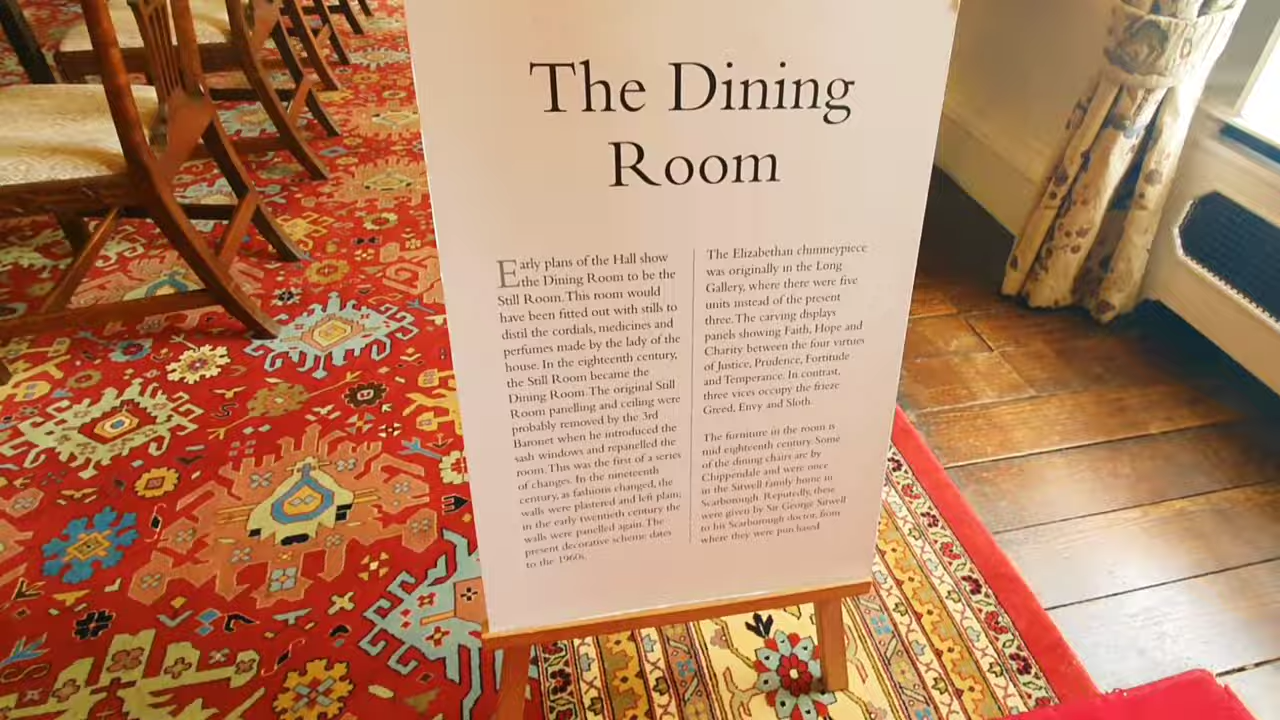 The Dining
Room
Early plans of the Hall show
the Dining Room to be the
Still Room. This room would
have been fitted out with stills to
distil the cordials, medicines and
perfumes made by the lady of the
house. In the eighteenth century,
the Still Room became the
Dining Room. The original Still
Room panelling and ceiling were
probably removed by the 3rd
Baronet when he introduced the
sash windows and repanelled the
room. This was the first of a series
of changes. In the nineteenth
century, as fashions changed, the
walls were plastered and left plain;
in the early twentieth century the
walls were panelled again. The
present decorative scheme dates
to the 1960s.
The Elizabethan chimneypiece
was originally in the Long
Gallery, where there were five
units instead of the present
three. The carving displays
panels showing Faith, Hope and
Charity between the four virtues
of Justice, Prudence, Fortitude
and Temperance. In contrast,
three vices occupy the frieze
Greed, Envy and Sloth.
The furniture in the room is
mid eighteenth century. Some
of the dining chairs are by
Chippendale and were once
in the Sitwell family home in
Scarborough. Reputedly, these
were given by Sir George Sitwell
to his Scarborough doctor, from
where they were purchased